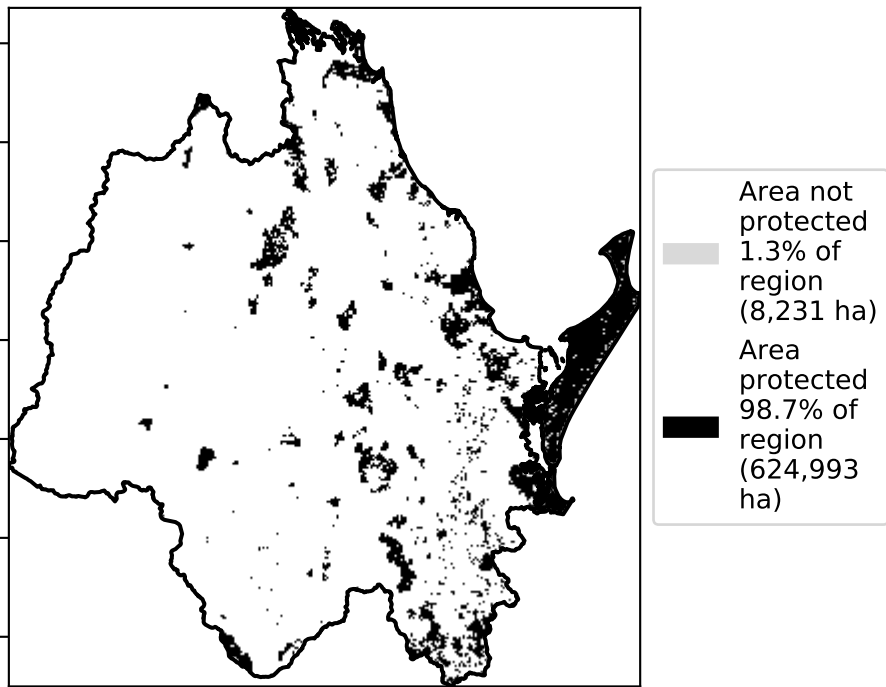 Area not
protected
1.3% of
region
(8,231 ha)
Area
protected
98.7% of
region
(624,993
ha)